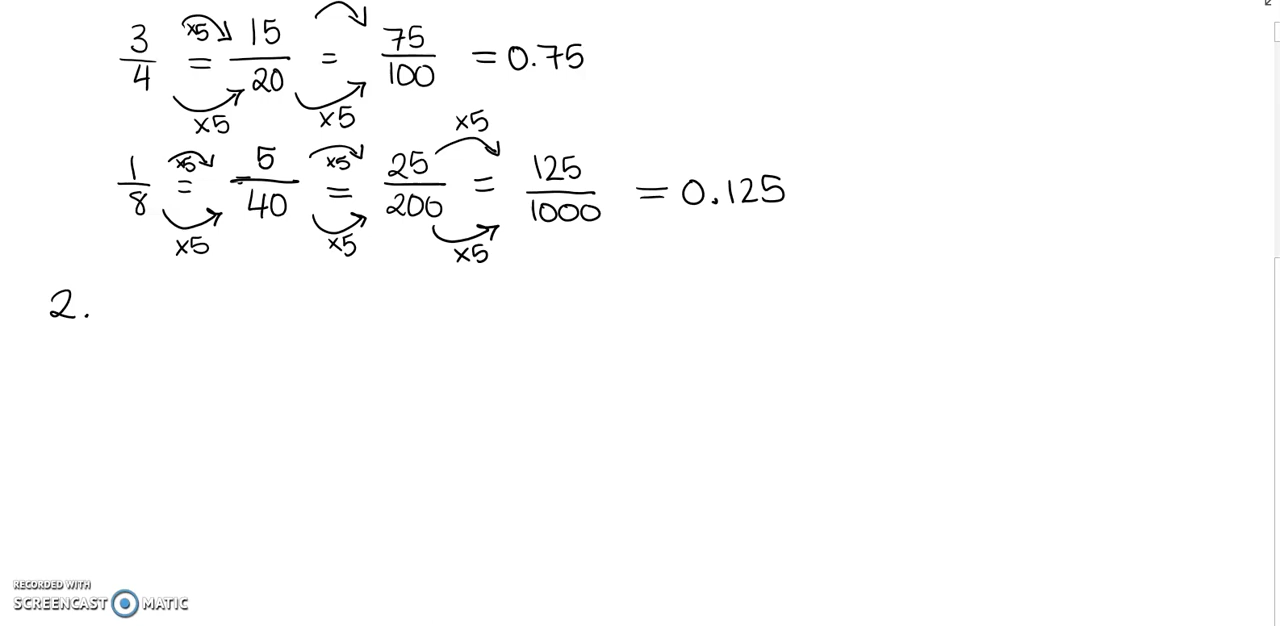 3/4 = 15/20 = 75/100 = 0.75
×5
×5 ×5
×5
1/8 = 5/40 = 25/200 = 125/1000 = 0.125
×5 ×5
×5 ×5 ×5
2.
RECORDED WITH
SCREENCAST MATIC